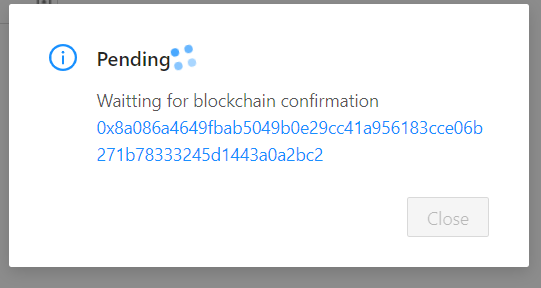 Pending
Waitting for blockchain confirmation
0x8a086a4649fbab5049b0e29cc41a956183cce06b
271b78333245d1443a0a2bc2
Close